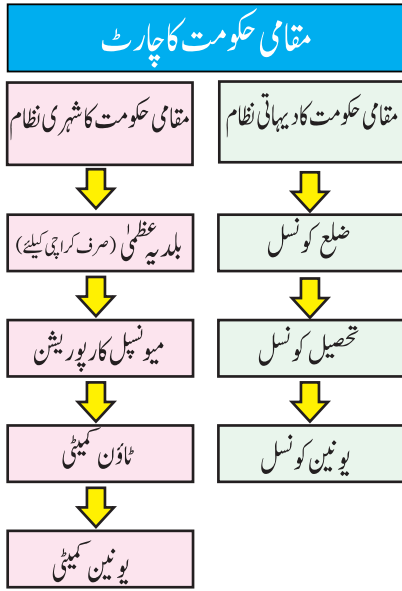 مقامی حکومت کا چارٹ
مقامی حکومت کا دیہاتی نظام
ضلع کونسل
تحصیل کونسل
یونین کونسل
مقامی حکومت کا شہری نظام
بلدیہ عظمیٰ (صرف کراچی کیلئے)
میونسپل کارپوریشن
ٹاؤن کمیٹی
یونین کمیٹی